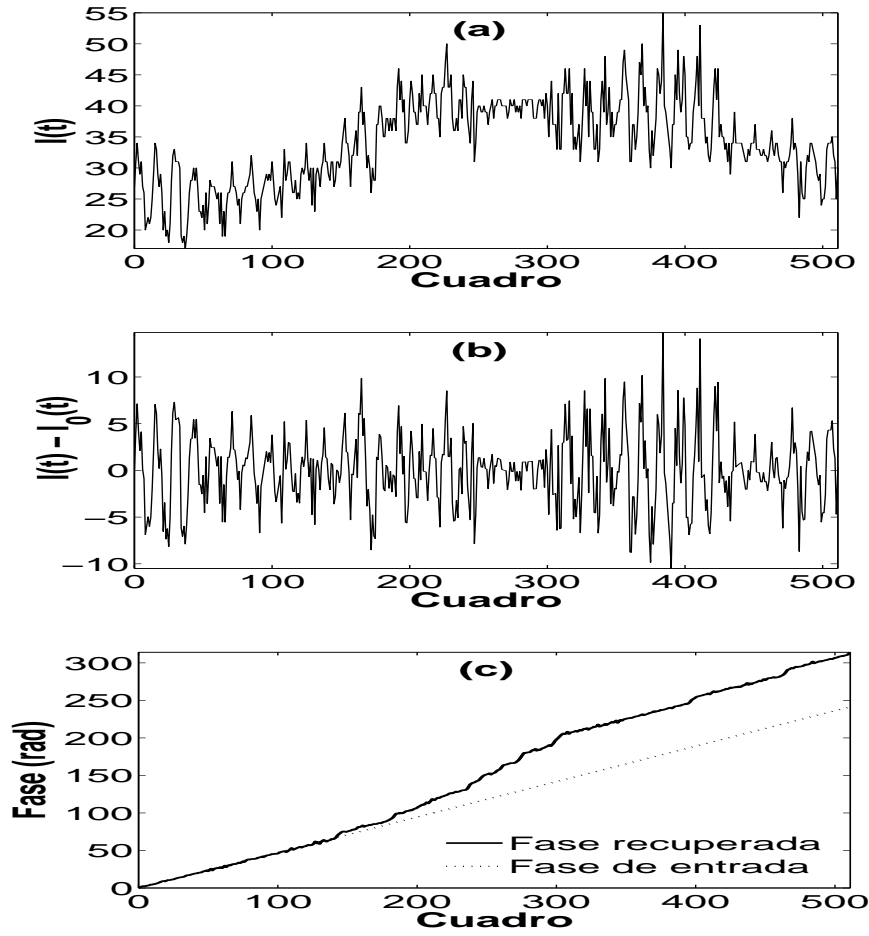 (a)
I(t)
55
50
45
40
35
30
25
20
0 100 200 300 400 500
Cuadro
(b)
I(t) − I0(t)
10
5
0
−5
−10
0 100 200 300 400 500
Cuadro
(c)
Fase (rad)
300
250
200
150
100
50
0
Fase recuperada
Fase de entrada
0 100 200 300 400 500
Cuadro